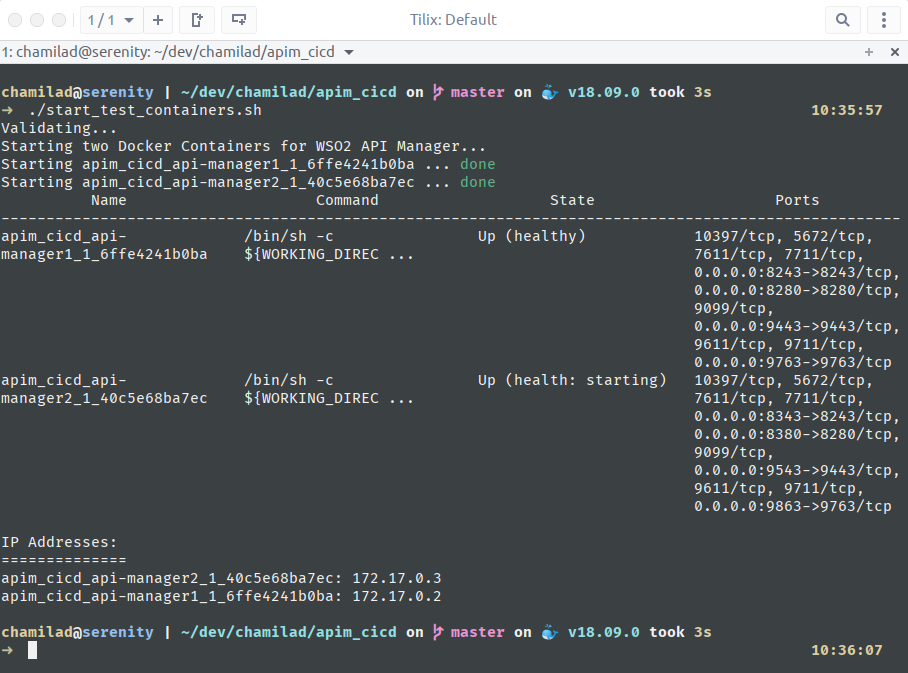 1 / 1
Tilix: Default
1: chamilad@serenity: ~/dev/chamilad/apim_cicd
chamilad@serenity | ~/dev/chamilad/apim_cicd on master on 🐳 v18.09.0 took 3s
→ ./start_test_containers.sh 10:35:57
Validating...
Starting two Docker Containers for WSO2 API Manager...
Starting apim_cicd_api-manager1_1_6ffe4241b0ba ... done
Starting apim_cicd_api-manager2_1_40c5e68ba7ec ... done
Name Command State Ports
----------------------------------------------------------------------------------------------------
apim_cicd_api- /bin/sh -c Up (healthy) 10397/tcp, 5672/tcp,
manager1_1_6ffe4241b0ba ${WORKING_DIREC ... 7611/tcp, 7711/tcp,
0.0.0.0:8243->8243/tcp,
0.0.0.0:8280->8280/tcp,
9099/tcp,
0.0.0.0:9443->9443/tcp,
9611/tcp, 9711/tcp,
0.0.0.0:9763->9763/tcp
apim_cicd_api- /bin/sh -c Up (health: starting) 10397/tcp, 5672/tcp,
manager2_1_40c5e68ba7ec ${WORKING_DIREC ... 7611/tcp, 7711/tcp,
0.0.0.0:8343->8243/tcp,
0.0.0.0:8380->8280/tcp,
9099/tcp,
0.0.0.0:9543->9443/tcp,
9611/tcp, 9711/tcp,
0.0.0.0:9863->9763/tcp
IP Addresses:
==============
apim_cicd_api-manager2_1_40c5e68ba7ec: 172.17.0.3
apim_cicd_api-manager1_1_6ffe4241b0ba: 172.17.0.2
chamilad@serenity | ~/dev/chamilad/apim_cicd on master on 🐳 v18.09.0 took 3s
→ 10:36:07